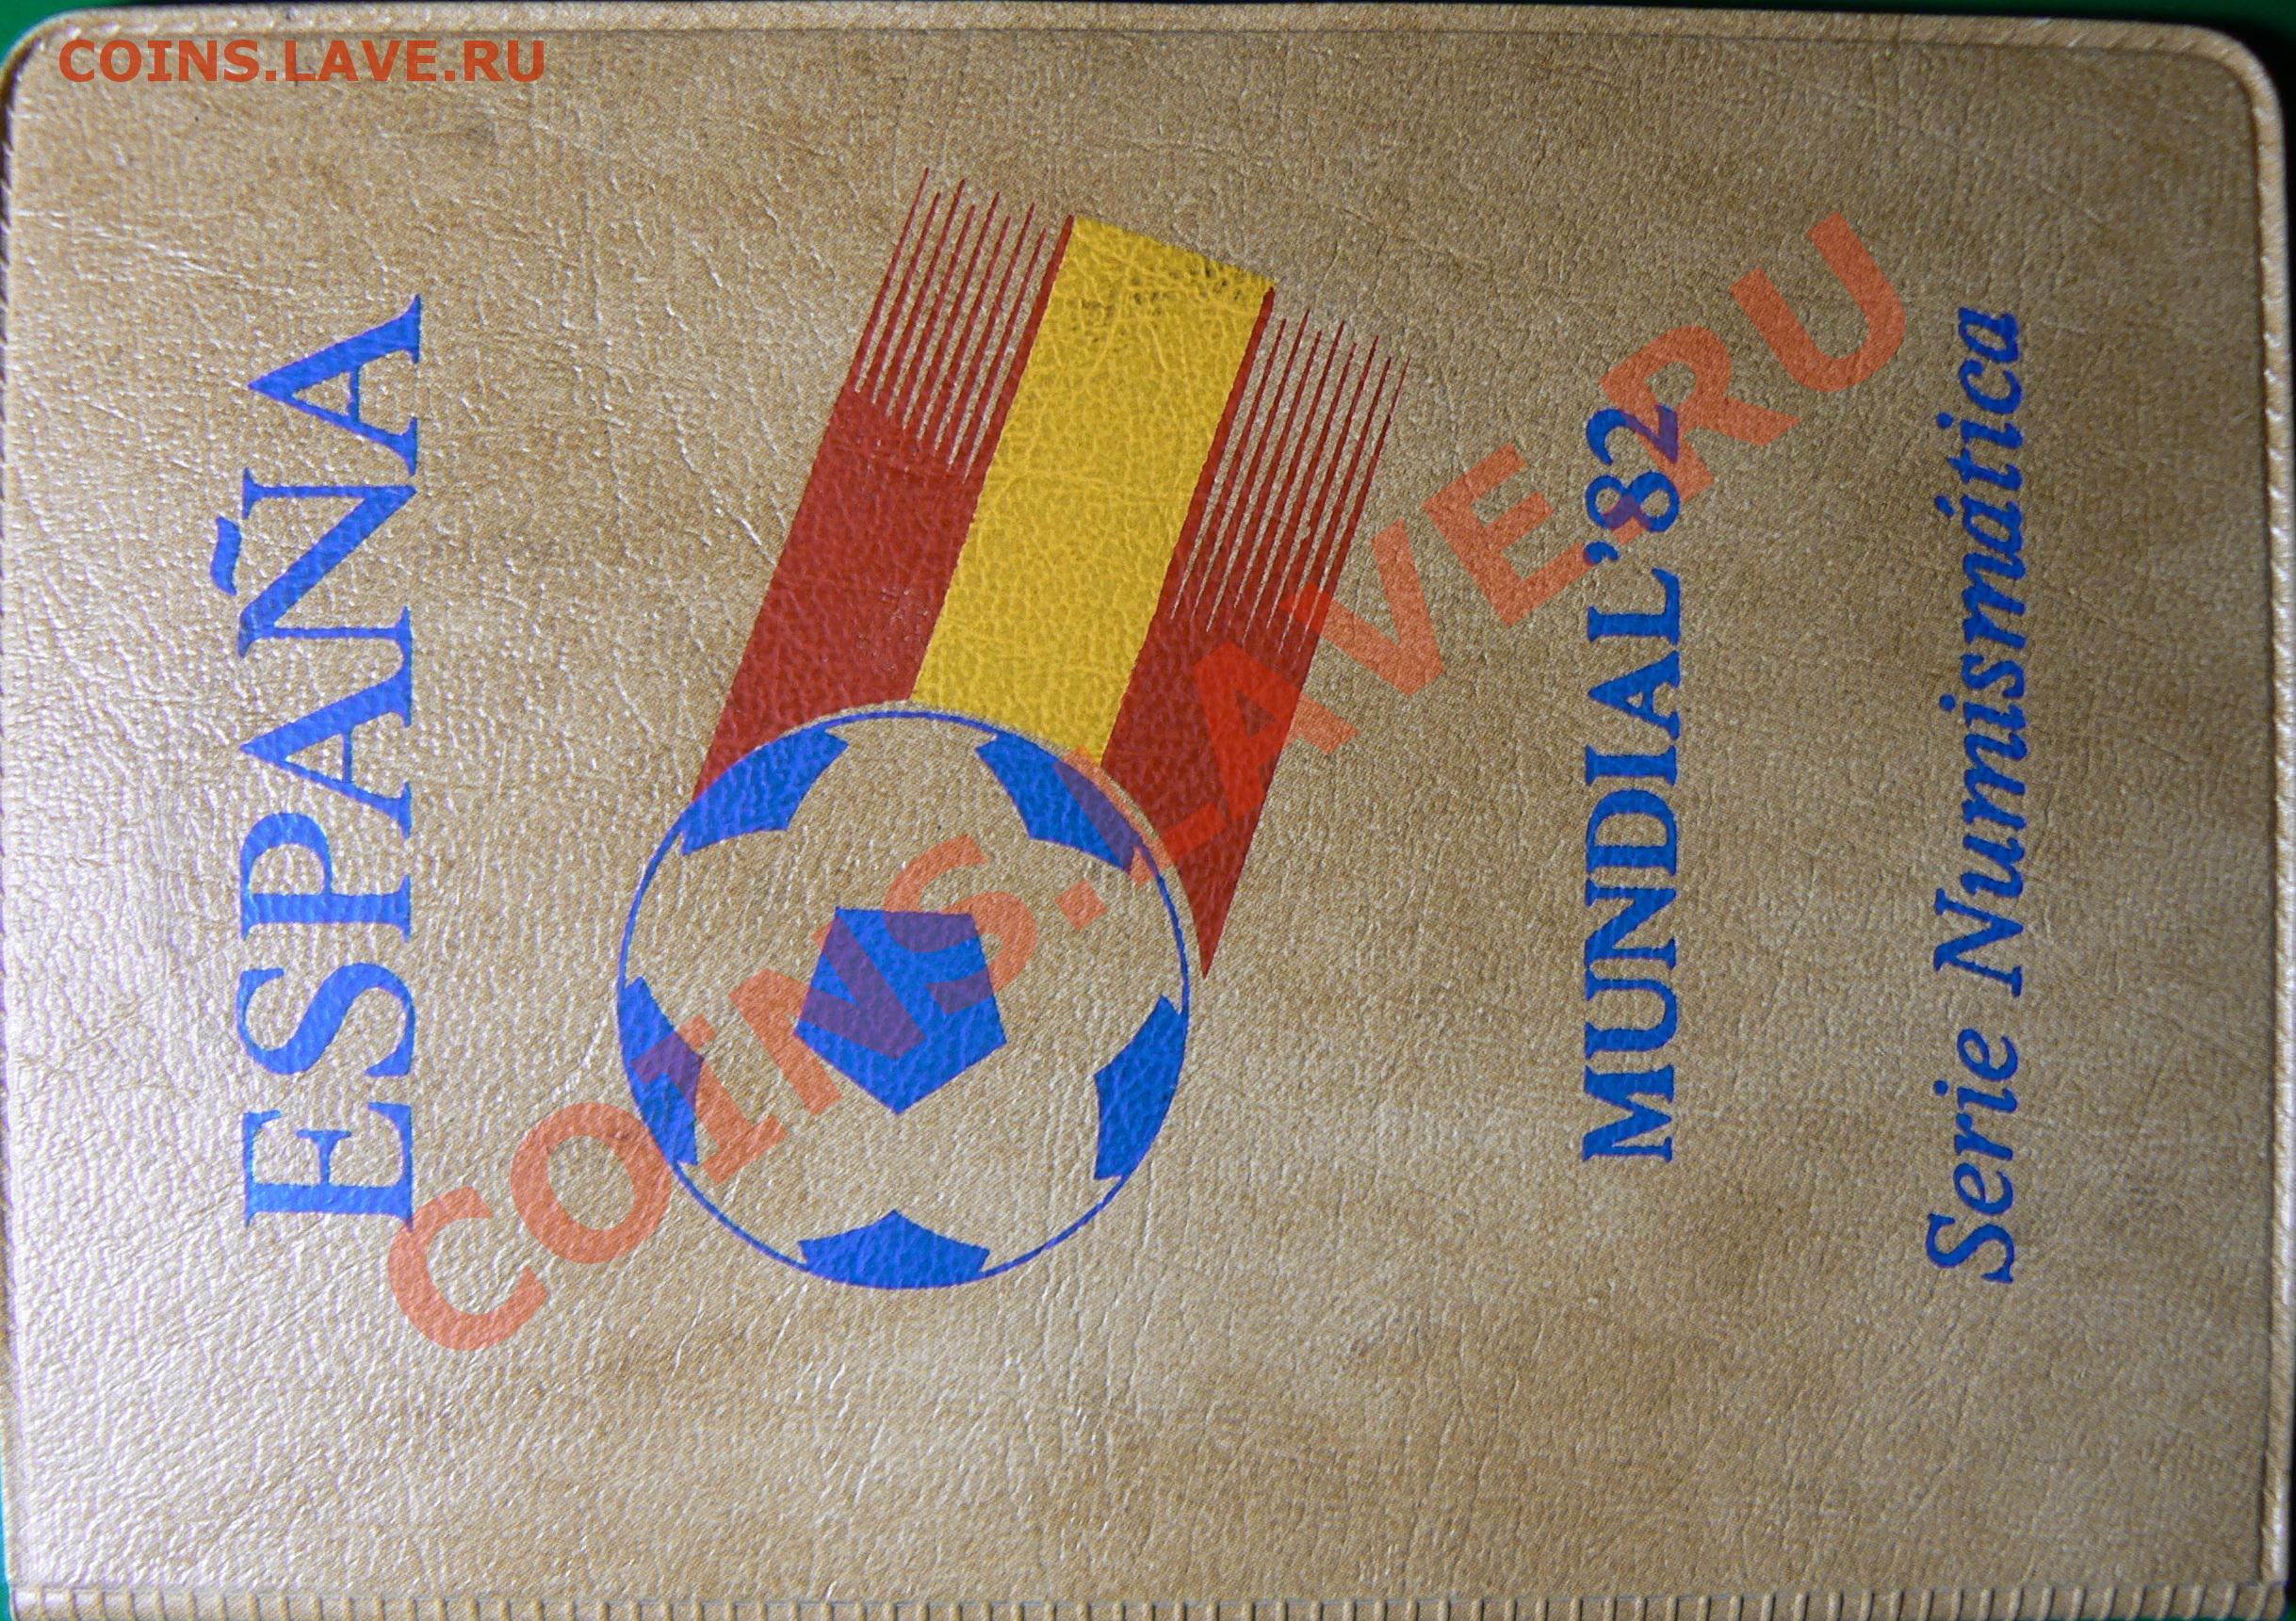 COINS.LAVE.RU
ESPAÑA
MUNDIAL'82
Serie Numismática
COINS.LAVE.RU